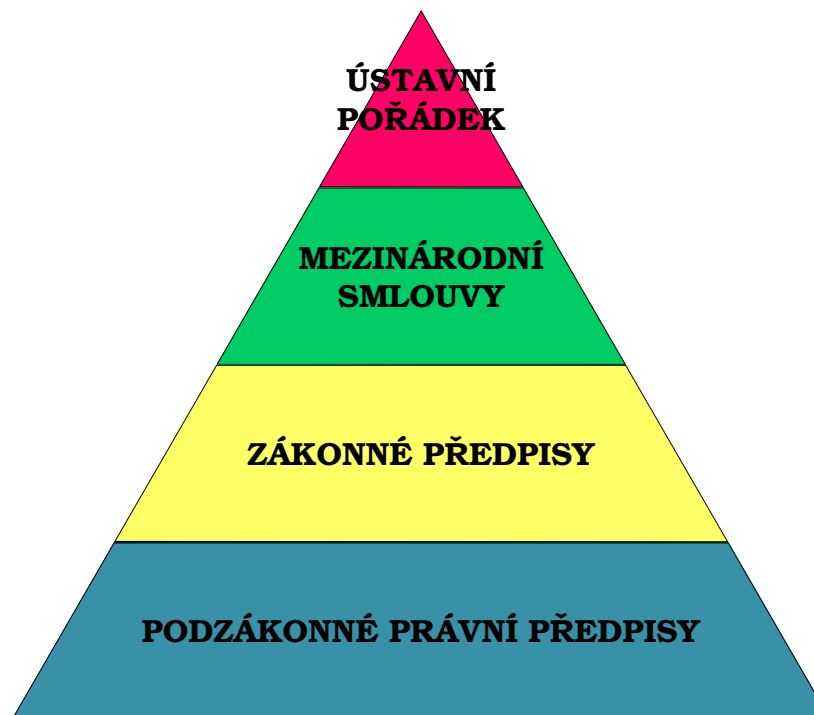 ÚSTAVNÍ
POŘÁDEK
MEZINÁRODNÍ
SMLOUVY
ZÁKONNÉ PŘEDPISY
PODZÁKONNÉ PRÁVNÍ PŘEDPISY